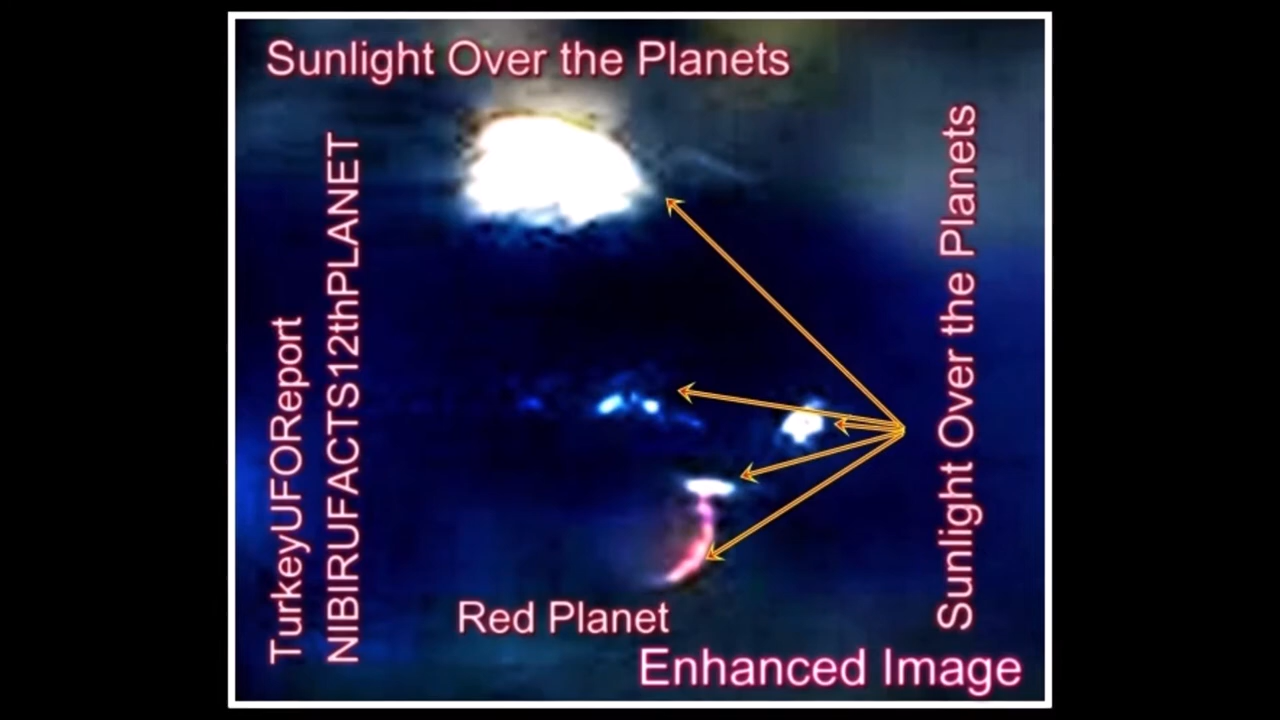 Sunlight Over the Planets
TurkeyUFOReport
NIBIRUFACTS12thPLANET
Sunlight Over the Planets
Red Planet
Enhanced Image